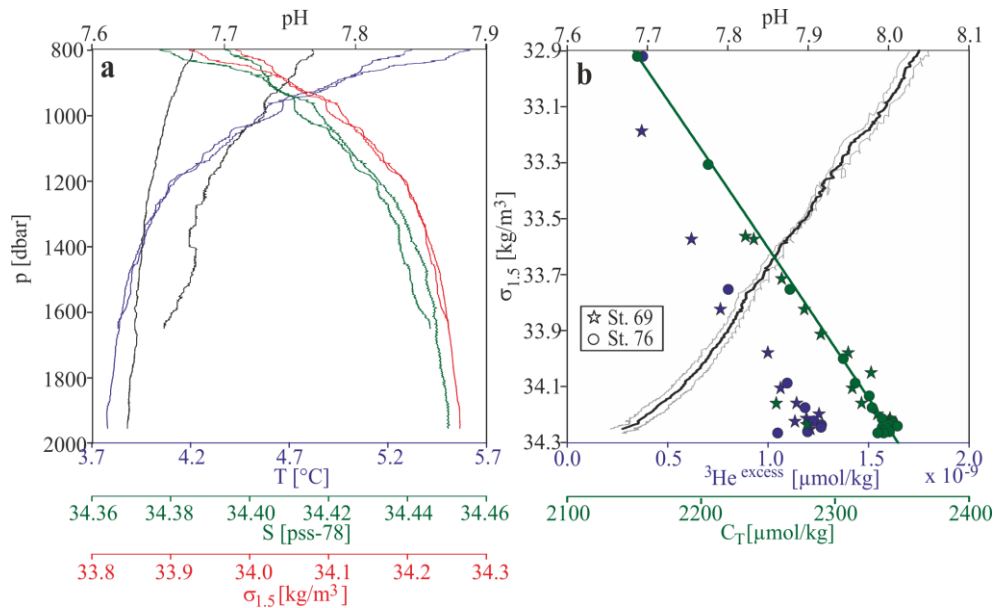 pH
7.6 7.7 7.8 7.9
a
800
1000
1200
1400
1600
1800
2000
p [dbar]
3.7 4.2 4.7 5.2 5.7
T [°C]
34.36 34.38 34.40 34.42 34.44 34.46
S [pss-78]
33.8 33.9 34.0 34.1 34.2 34.3
σ1.5 [kg/m³]
pH
7.6 7.7 7.8 7.9 8.0 8.1
b
32.9
33.1
33.3
33.5
33.7
33.9
34.1
34.3
σ1.5 [kg/m³]
☆ St. 69
○ St. 76
0.0 0.5 1.0 1.5 2.0
³He excess [µmol/kg] x 10-9
2100 2200 2300 2400
CT[µmol/kg]